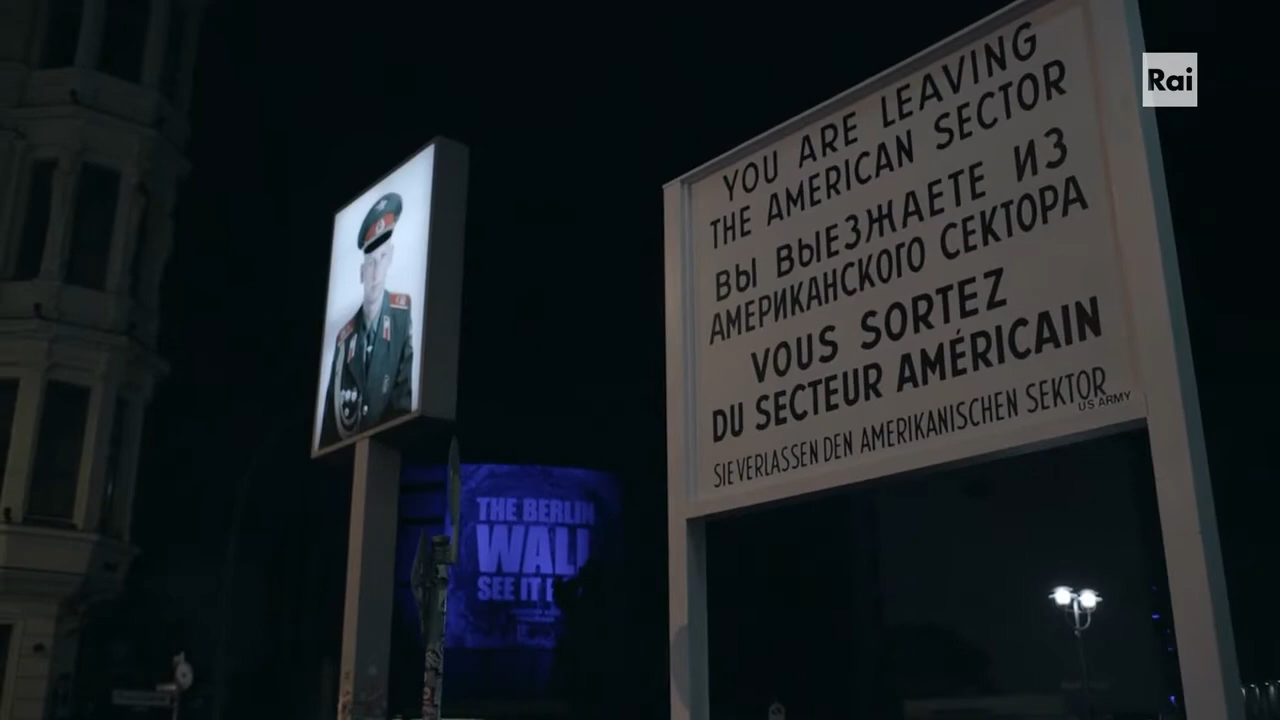 Rai
YOU ARE LEAVING
THE AMERICAN SECTOR
ВЫ ВЫЕЗЖАЕТЕ ИЗ
АМЕРИКАНСКОГО СЕКТОРА
VOUS SORTEZ
DU SECTEUR AMÉRICAIN
SIE VERLASSEN DEN AMERIKANISCHEN SEKTOR
US ARMY
THE BERLIN
WALL
SEE IT